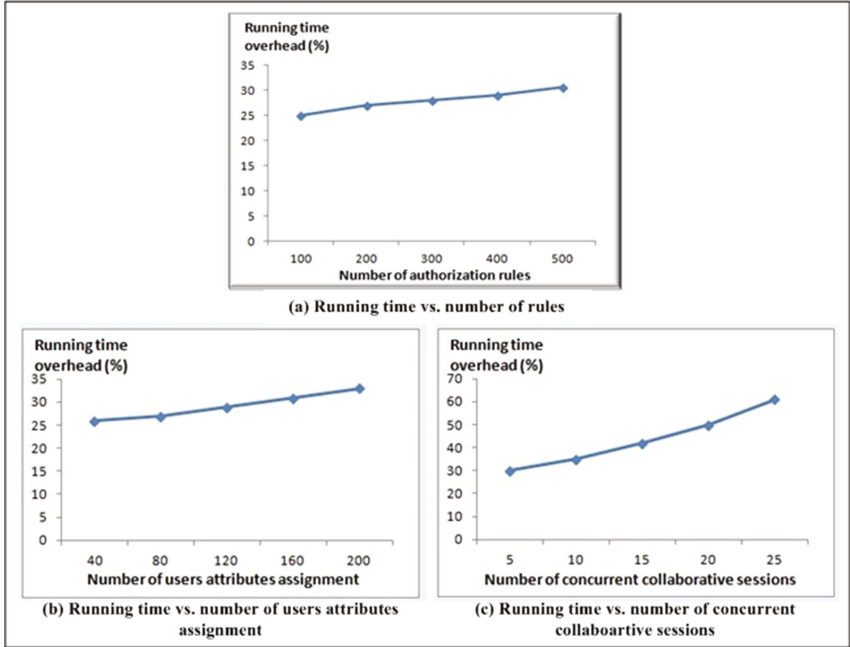 Running time
overhead (%)
35
30
25
20
15
10
5
0
100 200 300 400 500
Number of authorization rules
(a) Running time vs. number of rules
Running time
overhead (%)
35
30
25
20
15
10
5
0
40 80 120 160 200
Number of users attributes assignment
(b) Running time vs. number of users attributes
assignment
Running time
overhead (%)
70
60
50
40
30
20
10
0
5 10 15 20 25
Number of concurrent collaborative sessions
(c) Running time vs. number of concurrent
collaboartive sessions